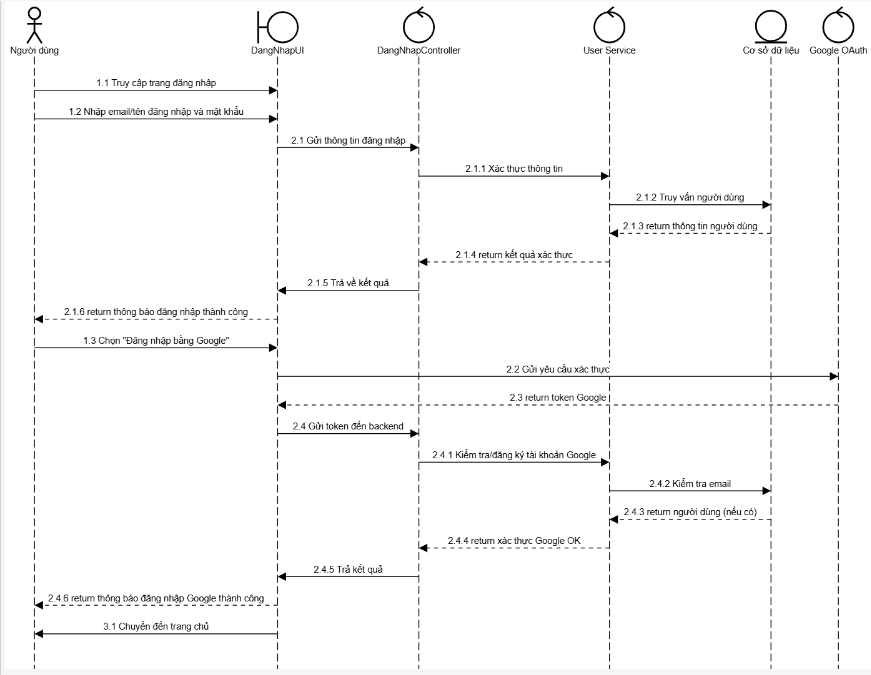 Người dùng
DangNhapUI
DangNhapController
User Service
Cơ sở dữ liệu
Google OAuth
1.1 Truy cập trang đăng nhập
1.2 Nhập email/tên đăng nhập và mật khẩu
2.1 Gửi thông tin đăng nhập
2.1.1 Xác thực thông tin
2.1.2 Truy vấn người dùng
2.1.3 return thông tin người dùng
2.1.4 return kết quả xác thực
2.1.5 Trả về kết quả
2.1.6 return thông báo đăng nhập thành công
1.3 Chọn "Đăng nhập bằng Google"
2.2 Gửi yêu cầu xác thực
2.3 return token Google
2.4 Gửi token đến backend
2.4.1 Kiểm tra/đăng ký tài khoản Google
2.4.2 Kiểm tra email
2.4.3 return người dùng (nếu có)
2.4.4 return xác thực Google OK
2.4.5 Trả kết quả
2.4.6 return thông báo đăng nhập Google thành công
3.1 Chuyển đến trang chủ